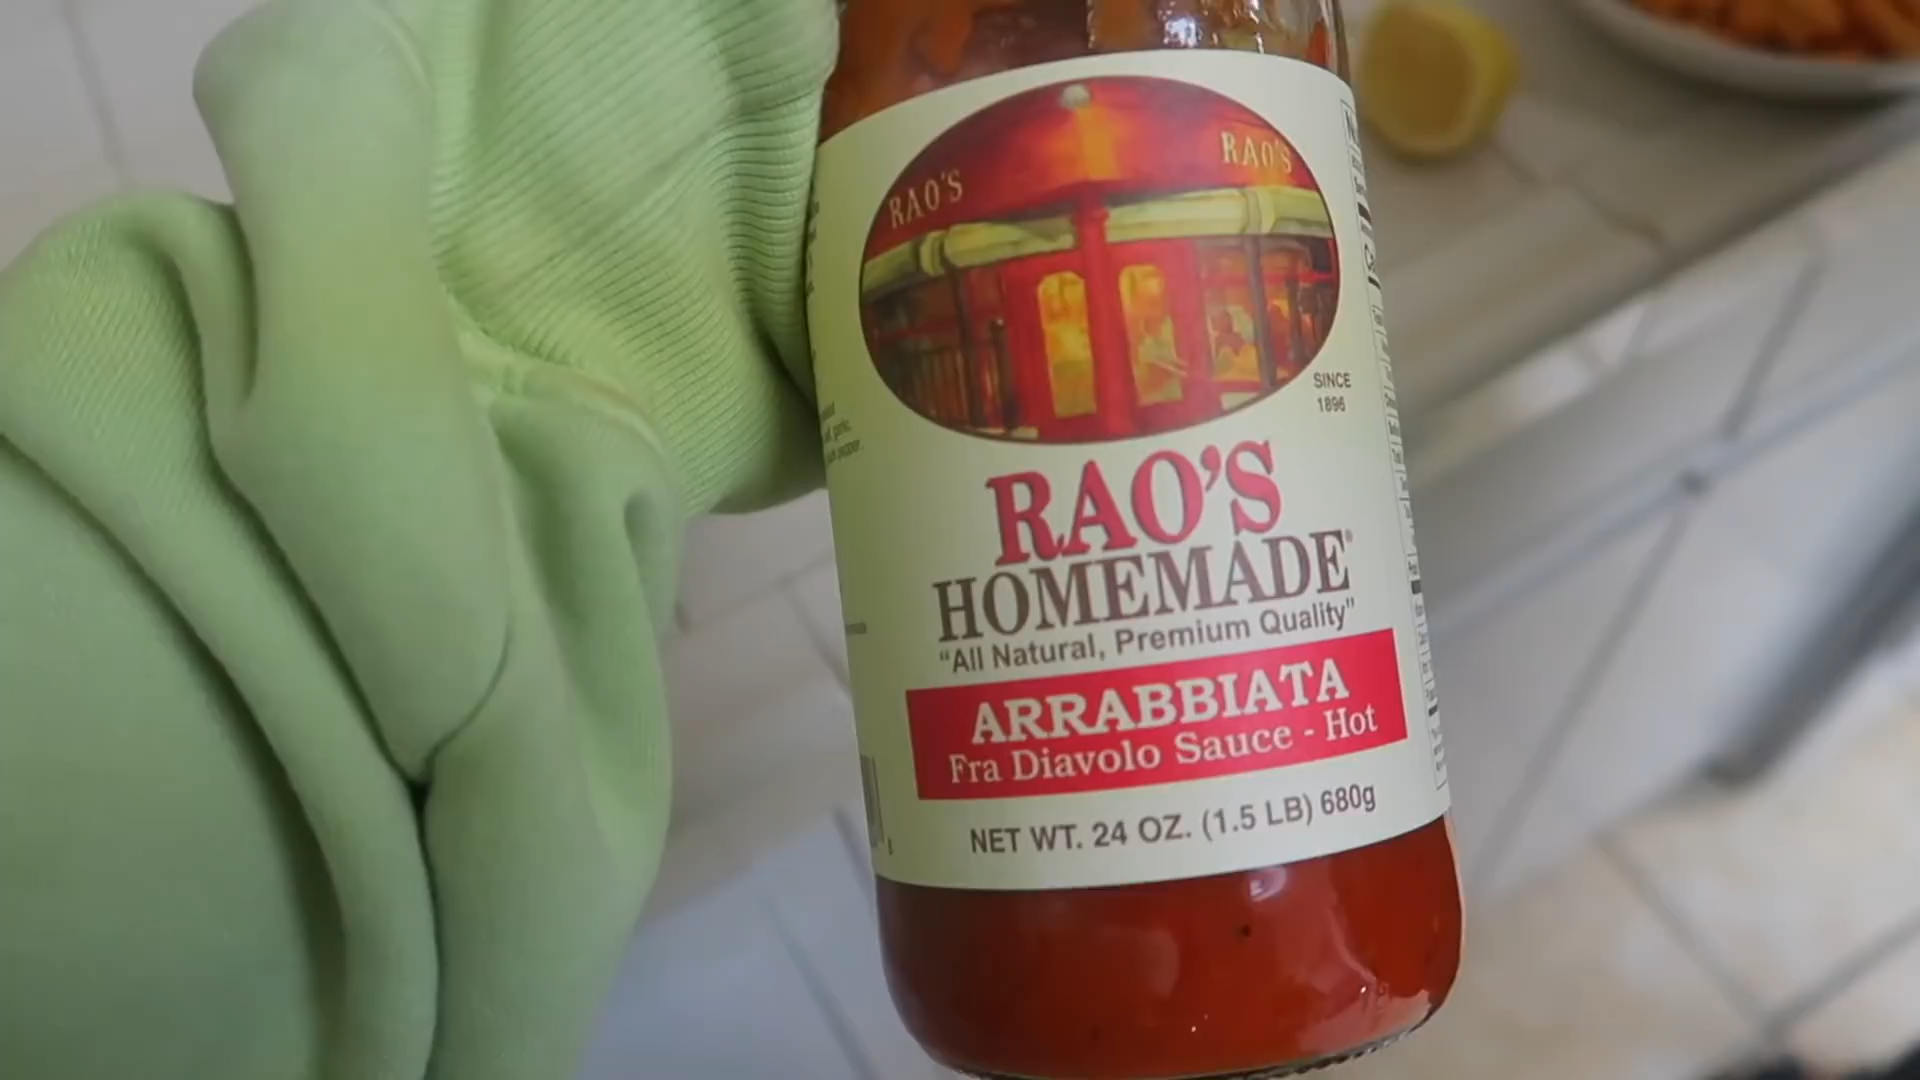 RAO'S
RAO'S
SINCE
1896
RAO'S
HOMEMADE®
"All Natural, Premium Quality"
ARRABBIATA
Fra Diavolo Sauce - Hot
NET WT. 24 OZ. (1.5 LB) 680g